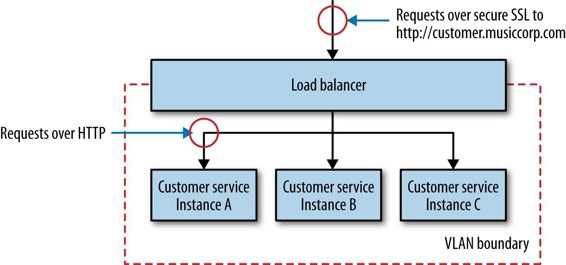 Requests over secure SSL to
http://customer.musiccorp.com
Load balancer
Requests over HTTP
Customer service
Instance A
Customer service
Instance B
Customer service
Instance C
VLAN boundary